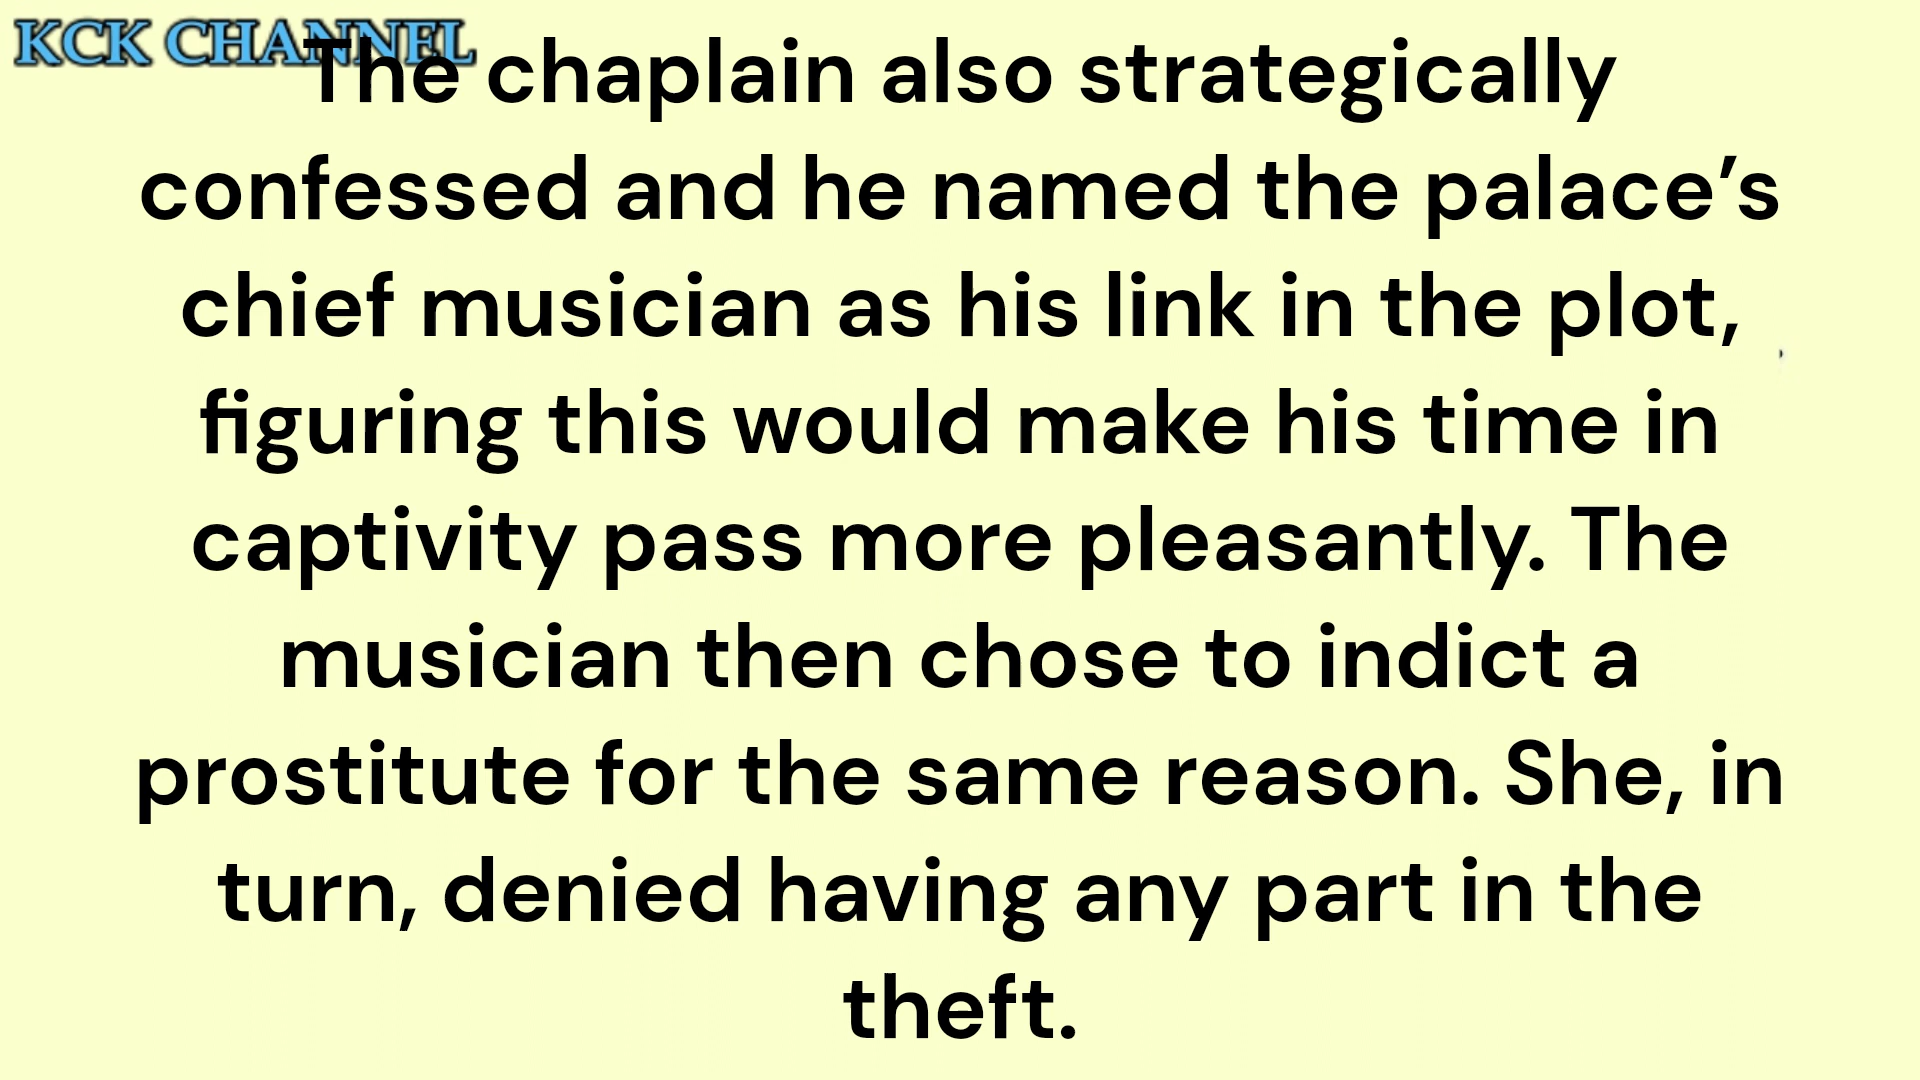 KCK CHANNEL
The chaplain also strategically
confessed and he named the palace’s
chief musician as his link in the plot,
figuring this would make his time in
captivity pass more pleasantly. The
musician then chose to indict a
prostitute for the same reason. She, in
turn, denied having any part in the
theft.